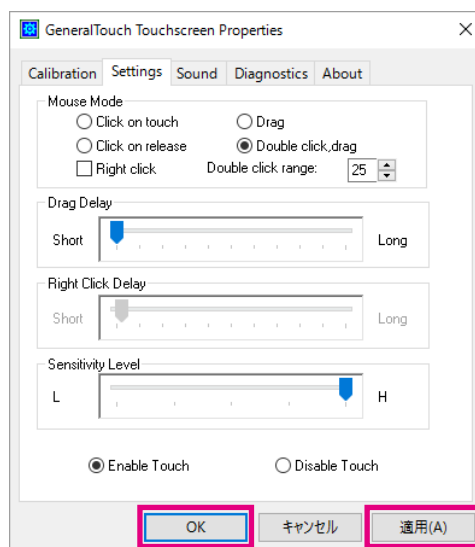 GeneralTouch Touchscreen Properties
Calibration Settings Sound Diagnostics About
Mouse Mode
Click on touch Drag
Click on release Double click,drag
Right click Double click range: 25
Drag Delay
Short Long
Right Click Delay
Short Long
Sensitivity Level
L H
Enable Touch Disable Touch
OK キャンセル 適用(A)